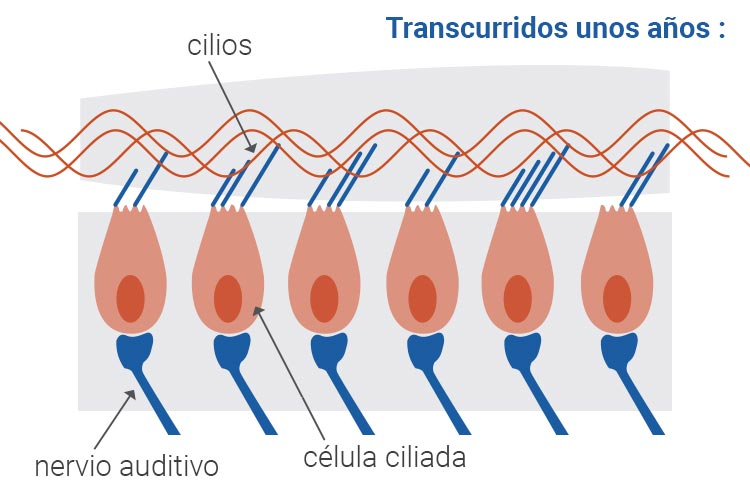 Transcurridos unos años :
cilios
célula ciliada
nervio auditivo